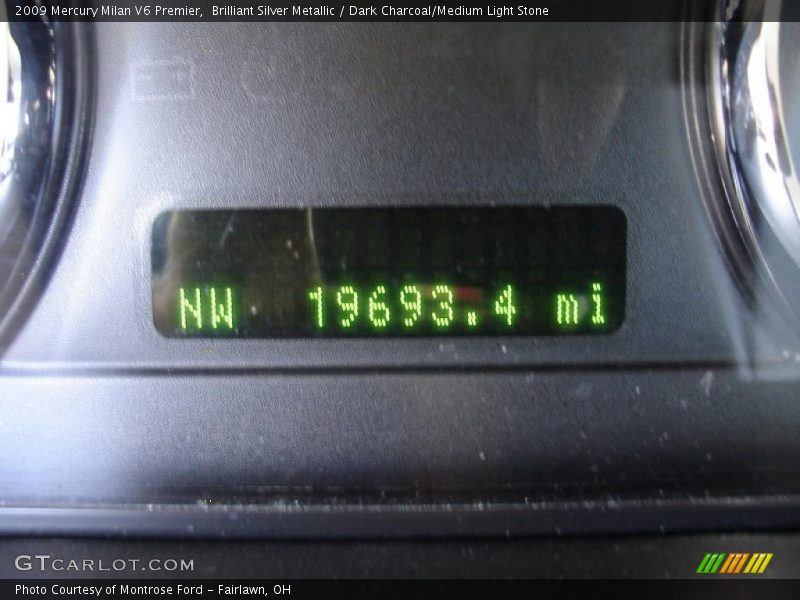 2009 Mercury Milan V6 Premier,  Brilliant Silver Metallic / Dark Charcoal/Medium Light Stone
NW 19693.4 mi
GTCARLOT.COM
Photo Courtesy of Montrose Ford - Fairlawn, OH